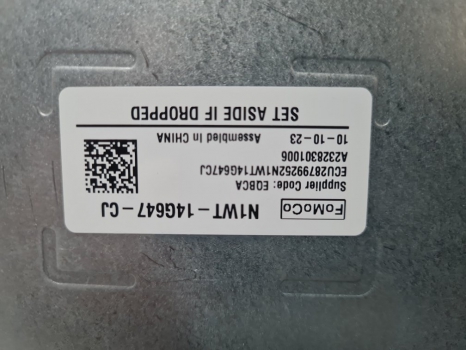 FoMoCo N1WT-14G647-CJ
Supplier Code: E0BCA
ECU28799252N1WT14G647CJ
A2328301006
10-10-23 Assembled in CHINA
SET ASIDE IF DROPPED